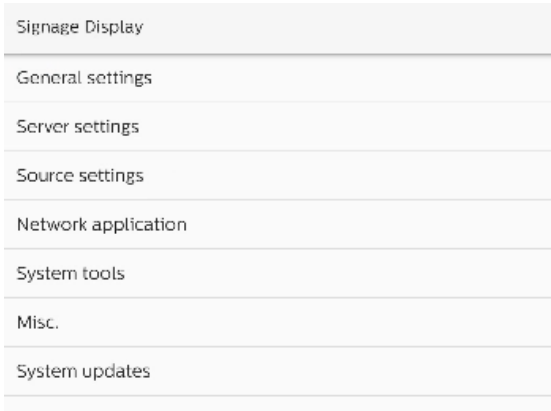 Signage Display
General settings
Server settings
Source settings
Network application
System tools
Misc.
System updates